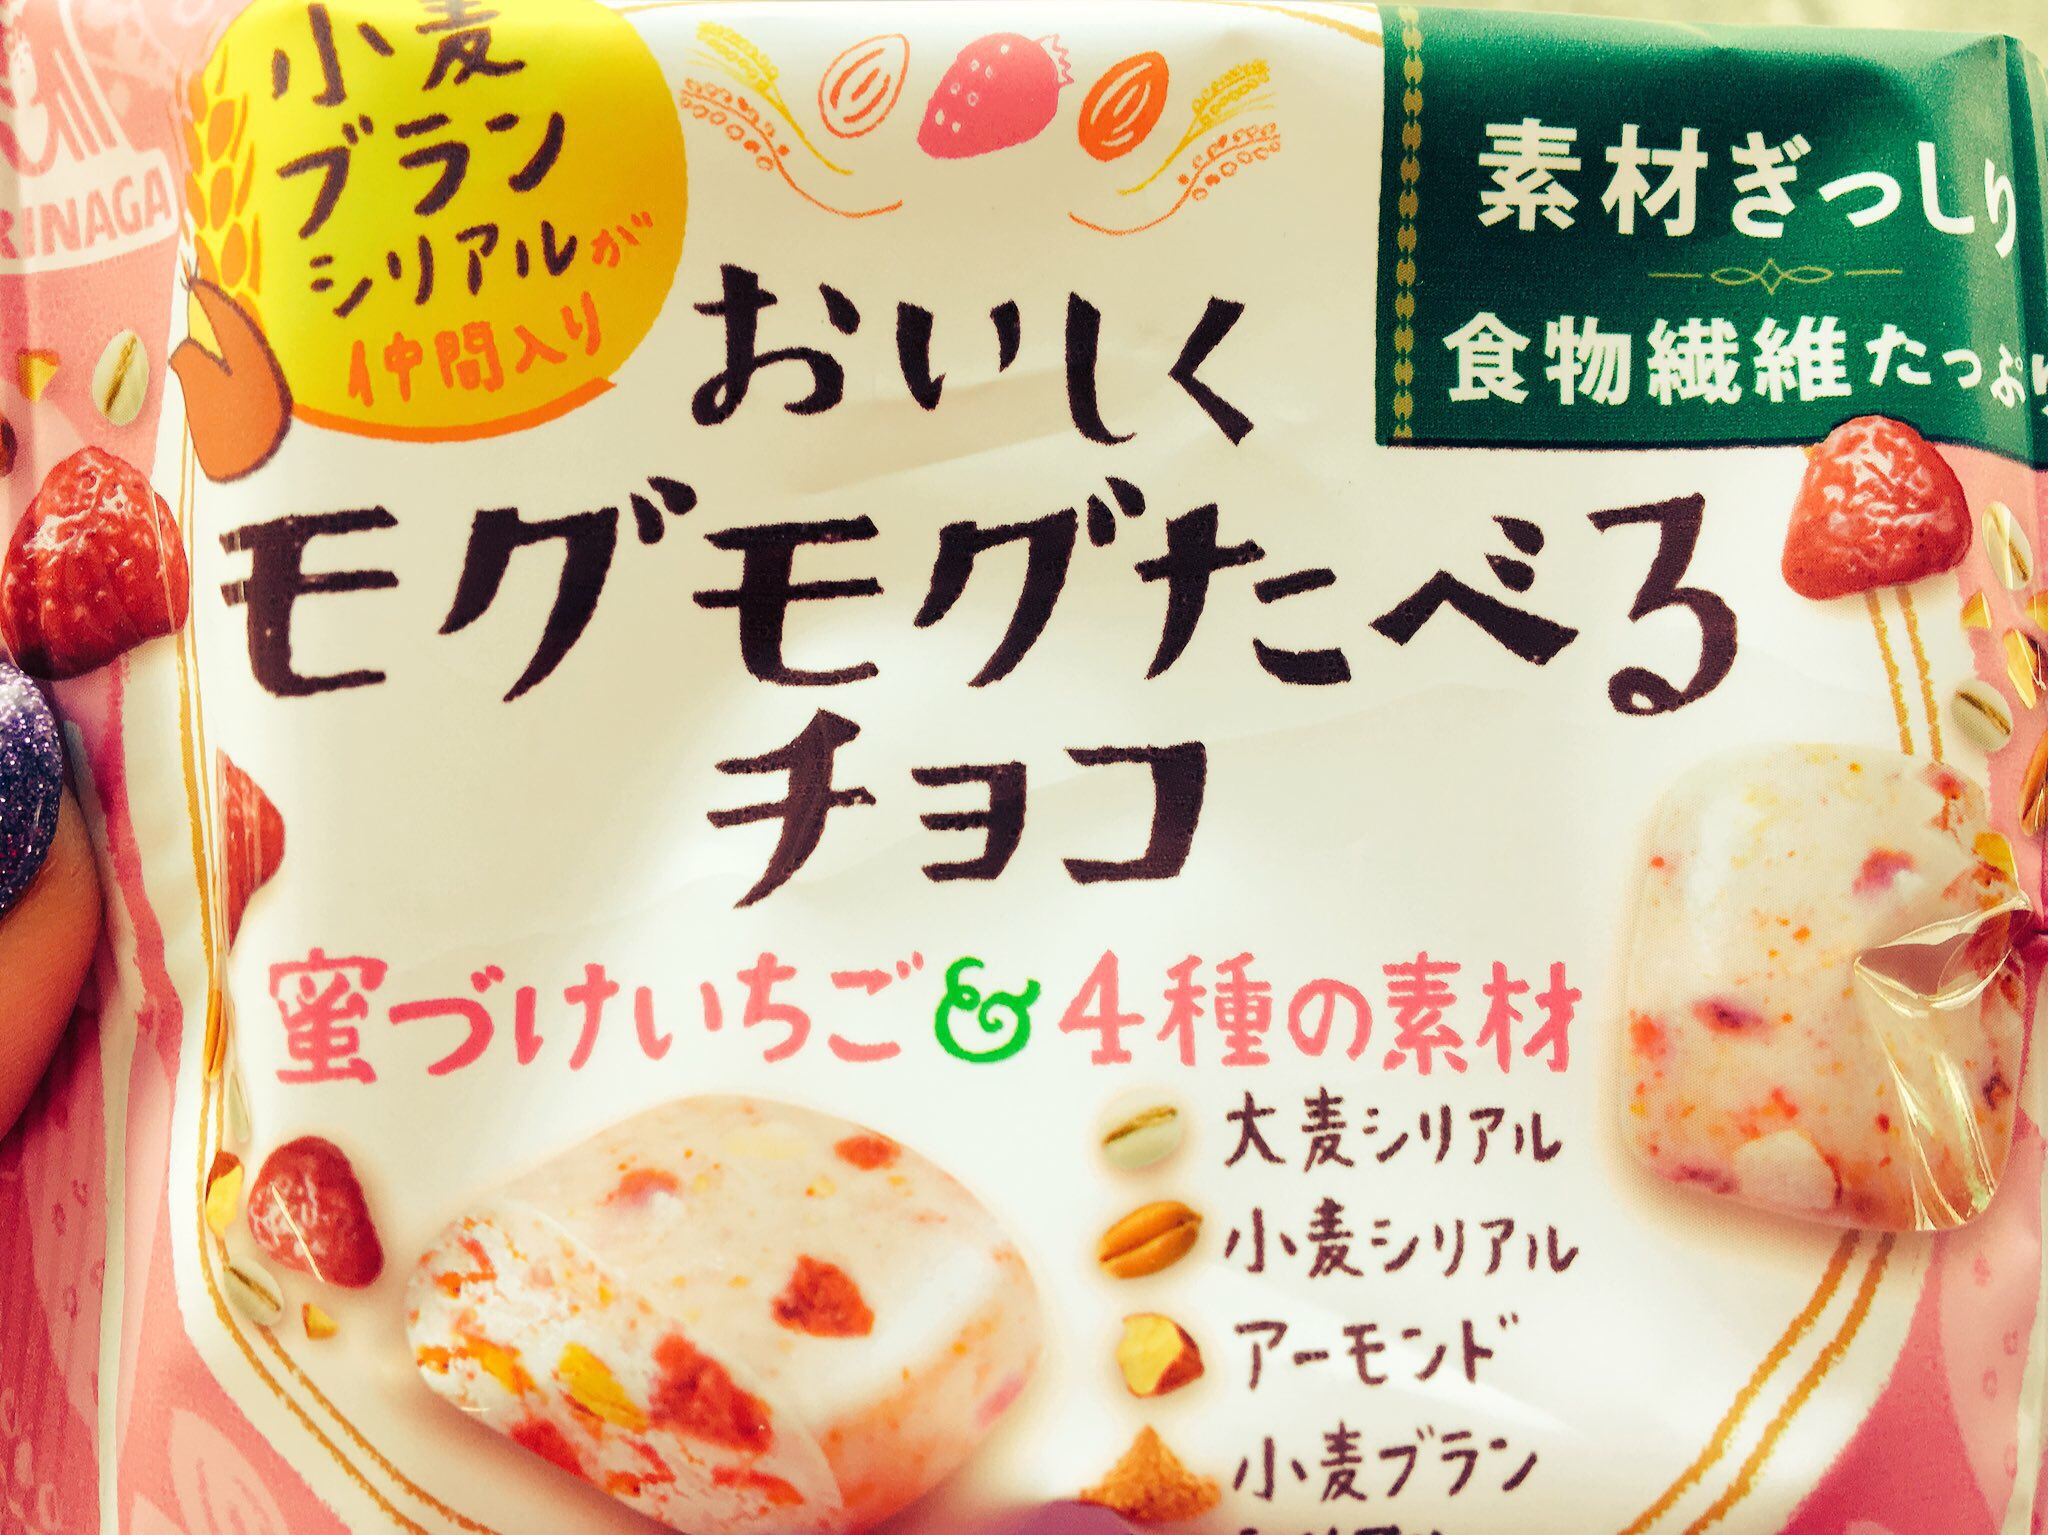 小麦
ブラン
シリアルが
仲間入り
RINAGA
素材ぎっしり
食物繊維たっぷり
おいしく
モグモグたべる
チョコ
蜜づけいちご&4種の素材
大麦シリアル
小麦シリアル
アーモンド
小麦ブラン